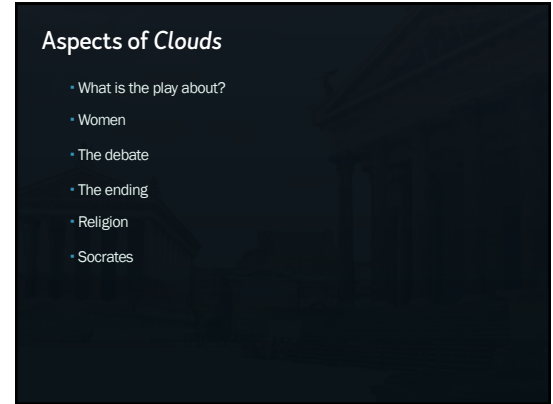 Aspects of Clouds
▪ What is the play about?
▪ Women
▪ The debate
▪ The ending
▪ Religion
▪ Socrates